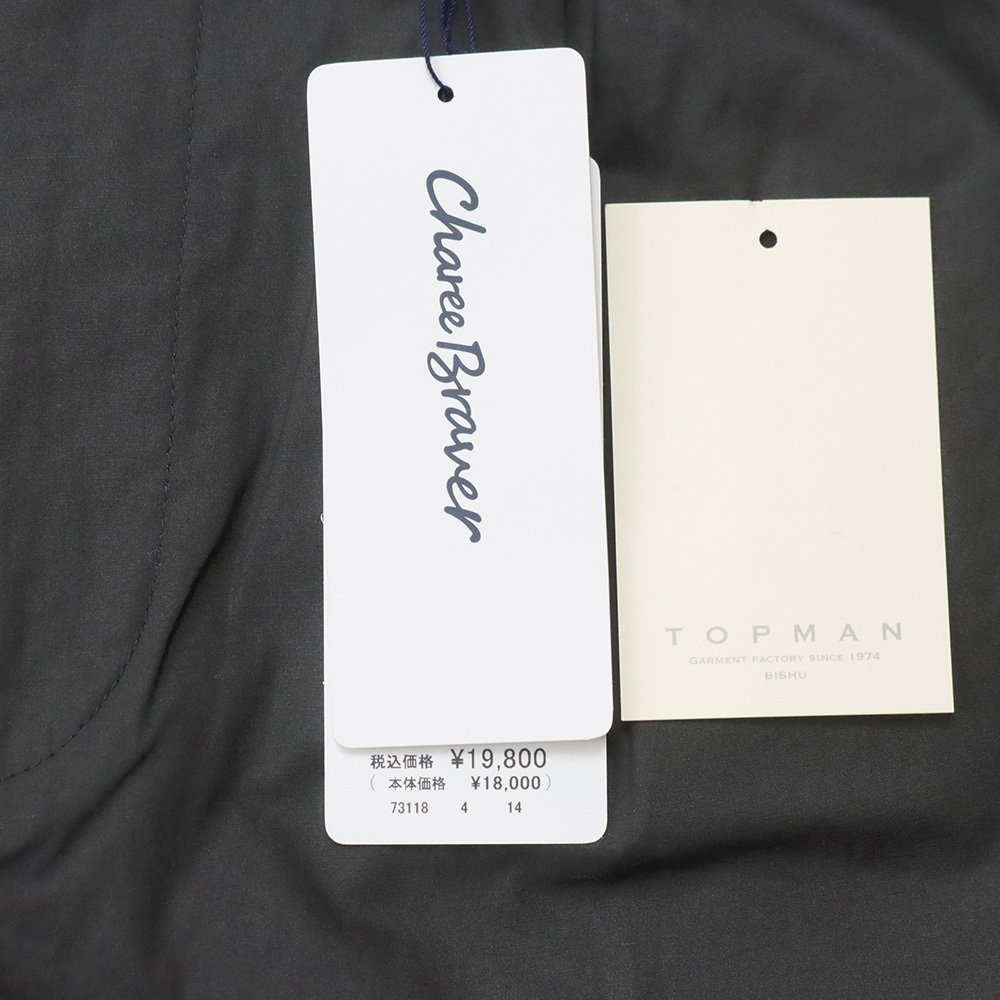 Charee Braver
税込価格 ¥19,800
( 本体価格 ¥18,000 )
73118 4 14
TOPMAN
GARMENT FACTORY SINCE 1974
BISHU